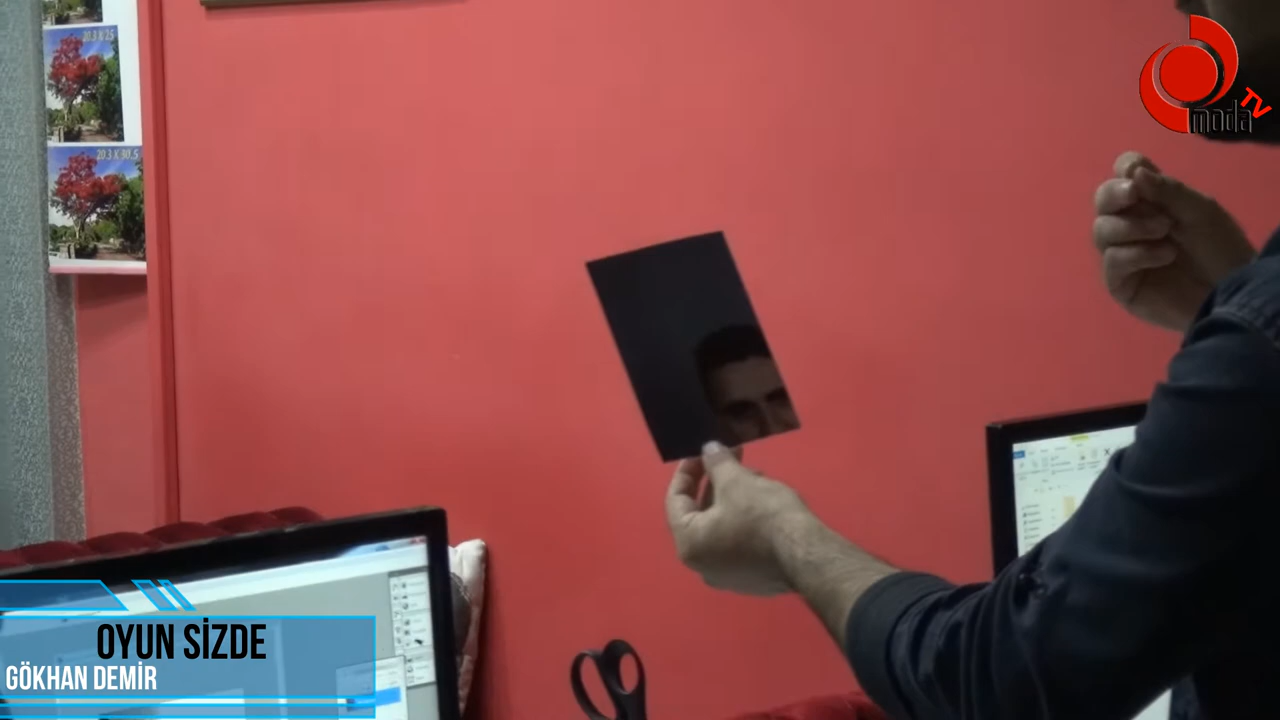 20.3 X 25
20.3 X 30.5
moda TV
OYUN SİZDE
GÖKHAN DEMİR